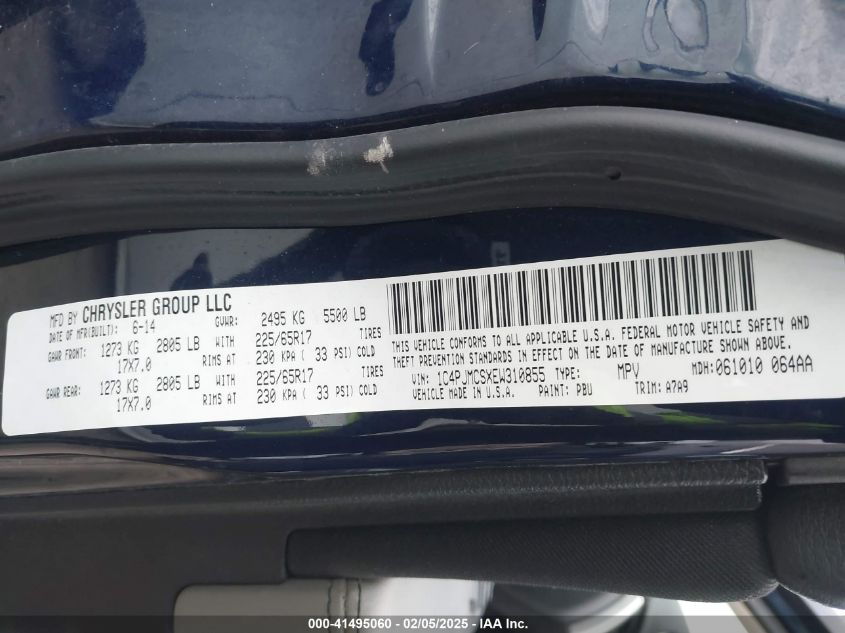 MFD BY CHRYSLER GROUP LLC
DATE OF MFR(BUILT): 6-14 GVWR: 2495 KG 5500 LB
GAWR FRONT: 1273 KG 2805 LB WITH 225/65R17 TIRES
17X7.0 RIMS AT 230 KPA ( 33 PSI) COLD
GAWR REAR: 1273 KG 2805 LB WITH 225/65R17 TIRES
17X7.0 RIMS AT 230 KPA ( 33 PSI) COLD
THIS VEHICLE CONFORMS TO ALL APPLICABLE U.S.A. FEDERAL MOTOR VEHICLE SAFETY AND
THEFT PREVENTION STANDARDS IN EFFECT ON THE DATE OF MANUFACTURE SHOWN ABOVE.
VIN: 1C4PJMCSXEW310855 TYPE: MPV MDH: 061010 064AA
VEHICLE MADE IN U.S.A. PAINT: PBU TRIM: A7A9
000-41495060 - 02/05/2025 - IAA Inc.